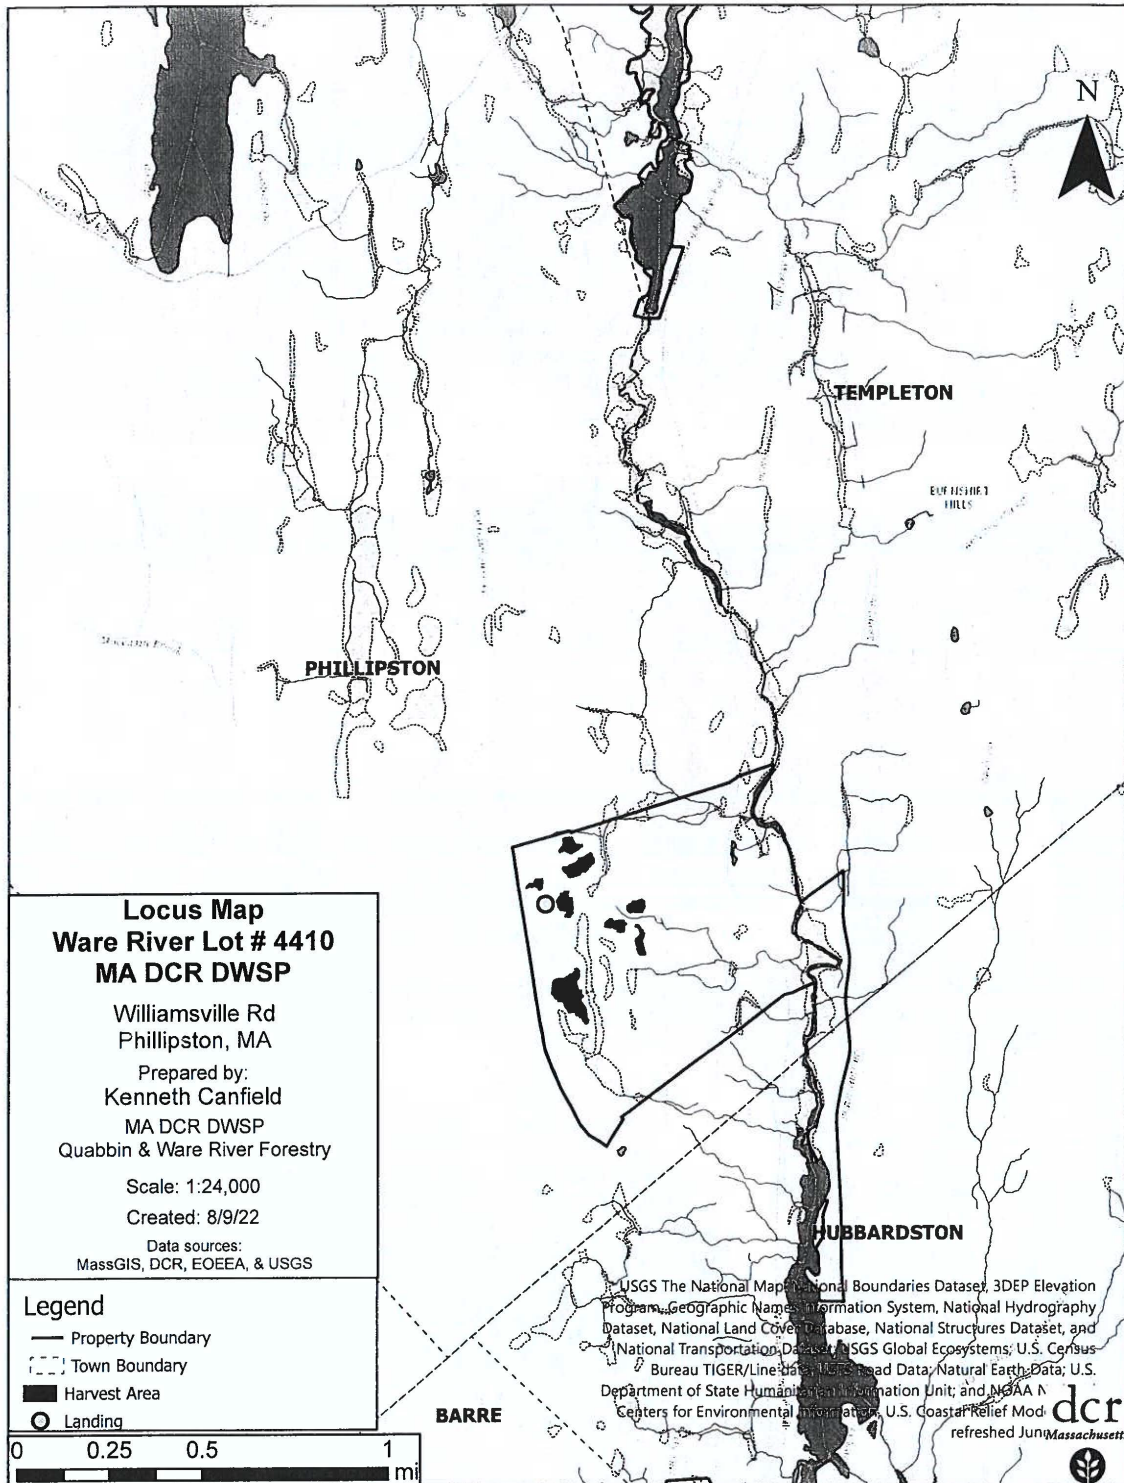 N
TEMPLETON
HILLS
PHILLIPSTON
Locus Map
Ware River Lot # 4410
MA DCR DWSP
Williamsville Rd
Phillipston, MA
Prepared by:
Kenneth Canfield
MA DCR DWSP
Quabbin & Ware River Forestry
Scale: 1:24,000
Created: 8/9/22
Data sources:
MassGIS, DCR, EOEEA, & USGS
Legend
Property Boundary
Town Boundary
Harvest Area
Landing
0 0.25 0.5 1
mi
BARRE
HUBBARDSTON
USGS The National Map: National Boundaries Dataset, 3DEP Elevation
Program, Geographic Names Information System, National Hydrography
Dataset, National Land Cover Database, National Structures Dataset, and
National Transportation Dataset; USGS Global Ecosystems; U.S. Census
Bureau TIGER/Line data; USFS Road Data; Natural Earth Data; U.S.
Department of State Humanitarian Information Unit; and NOAA N
Centers for Environmental Information, U.S. Coastal Relief Mod
refreshed June
dcr
Massachusett